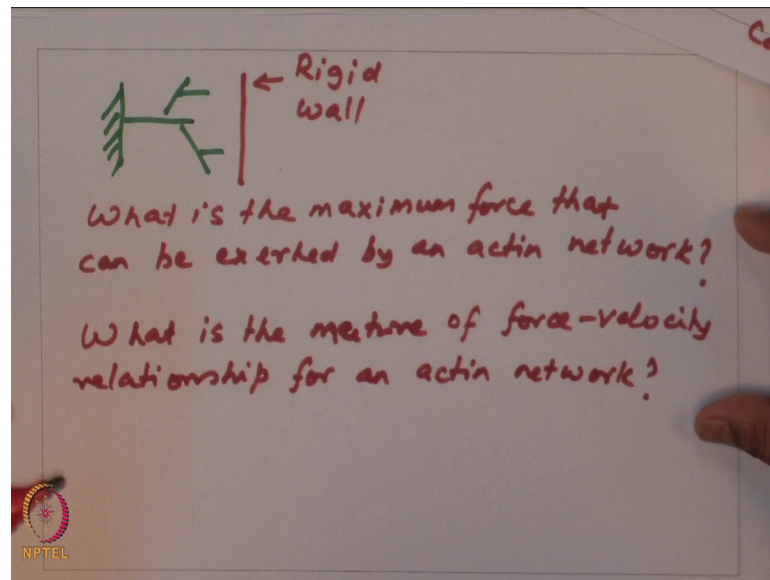 Rigid
wall
What is the maximum force that
can be exerted by an actin network?
What is the nature of force-velocity
relationship for an actin network?
NPTEL